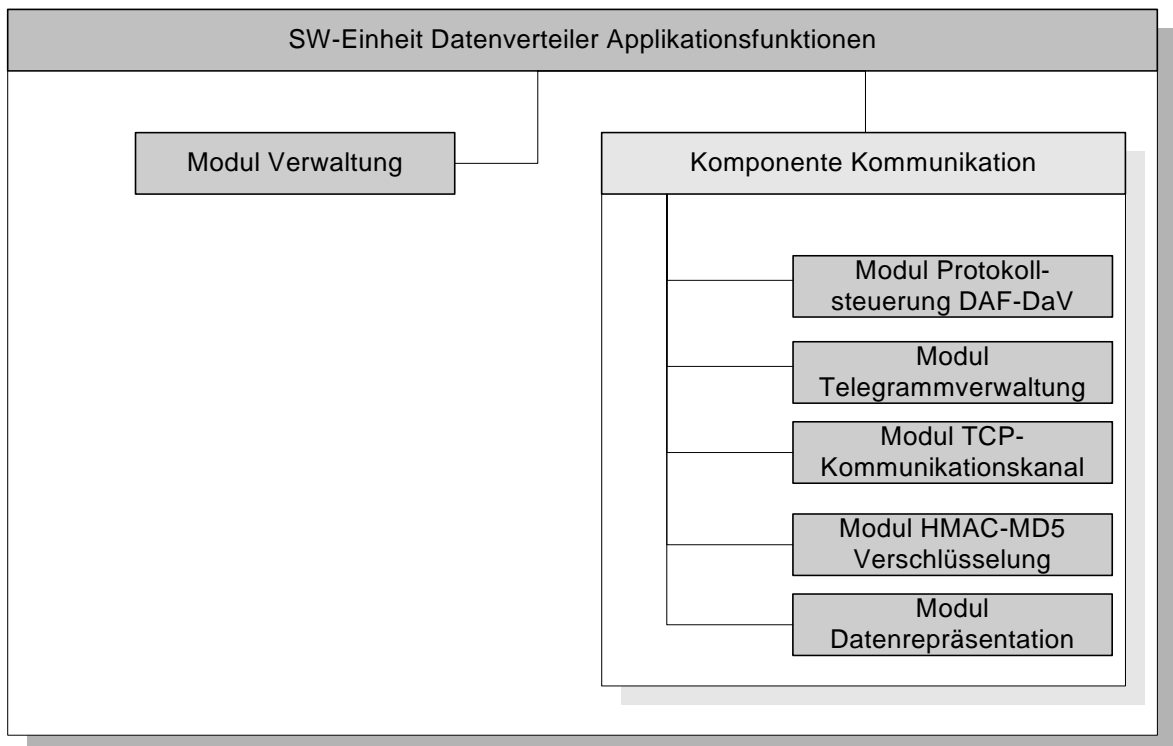 SW-Einheit Datenverteiler Applikationsfunktionen
Modul Verwaltung
Komponente Kommunikation
Modul Protokoll-
steuerung DAF-DaV
Modul
Telegrammverwaltung
Modul TCP-
Kommunikationskanal
Modul HMAC-MD5
Verschlüsselung
Modul
Datenrepräsentation